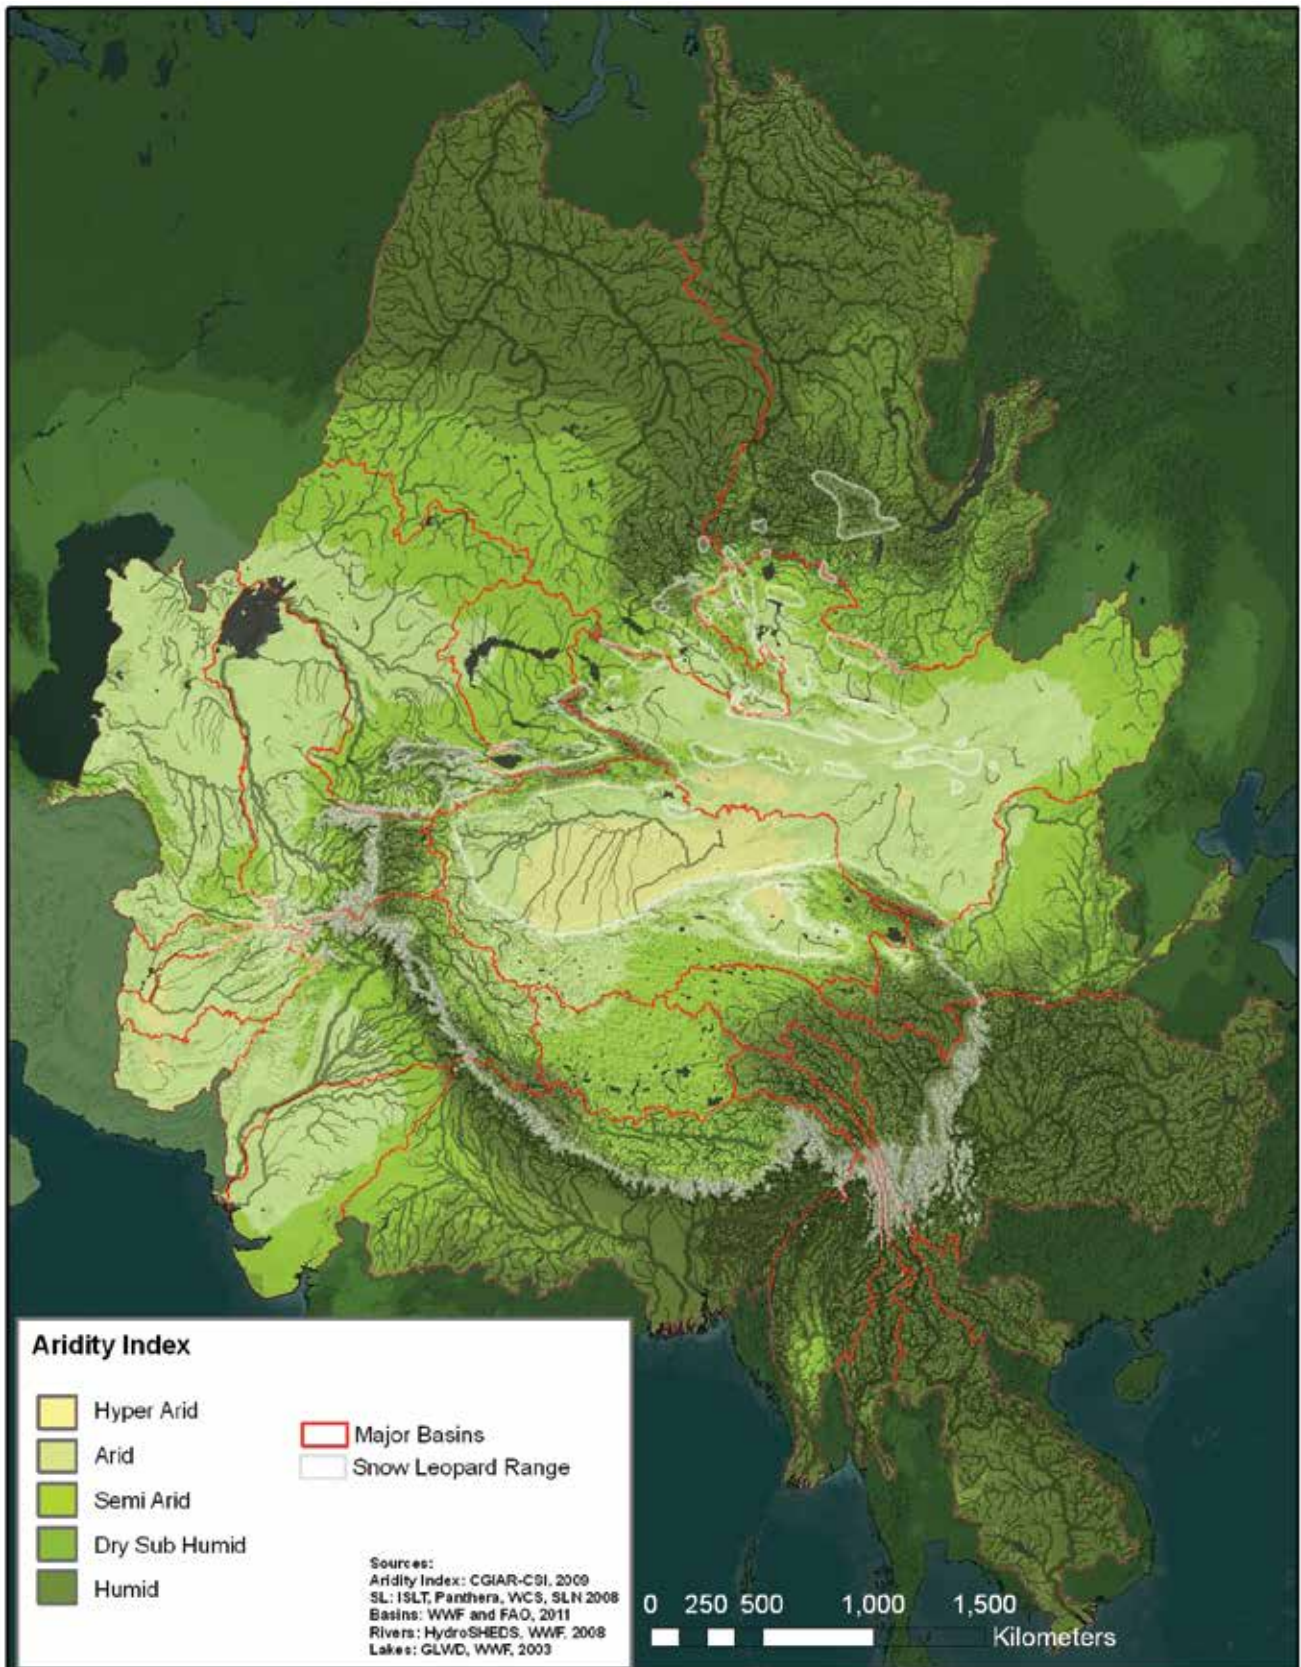 Aridity Index
Hyper Arid
Arid
Semi Arid
Dry Sub Humid
Humid
Major Basins
Snow Leopard Range
Sources:
Aridity Index: CGIAR-CSI, 2009
SL: ISLT, Panthera, WCS, SLN 2008
Basins: WWF and FAO, 2011
Rivers: HydroSHEDS, WWF, 2008
Lakes: GLWD, WWF, 2003
0 250 500 1,000 1,500
Kilometers